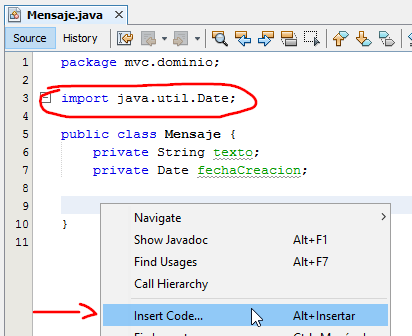 Mensaje.java
Source History
1 package mvc.dominio;
2
3 import java.util.Date;
4
5 public class Mensaje {
6 private String texto;
7 private Date fechaCreacion;
8
9
10 }
11
Navigate
Show Javadoc Alt+F1
Find Usages Alt+F7
Call Hierarchy
Insert Code... Alt+Insertar